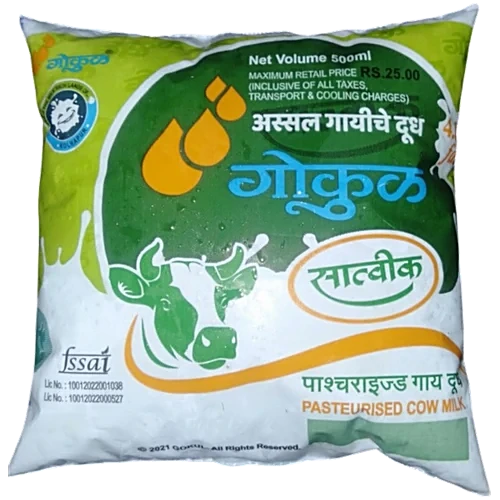 गोकुळ
Net Volume 500ml
MAXIMUM RETAIL PRICE RS.25.00
(INCLUSIVE OF ALL TAXES,
TRANSPORT & COOLING CHARGES)
अस्सल गायीचे दूध
गोकुळ
सात्वीक
fssai
Lic No. : 10012022001038
Lic No. : 10012022000527
पाश्चराइज्ड गाय दूध
PASTEURISED COW MILK
© 2021 GOKUL. All Rights Reserved.